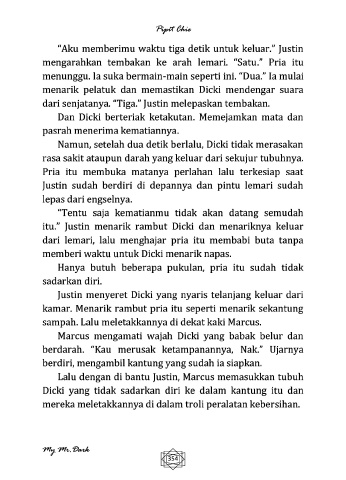 Pipit Chie
“Aku memberimu waktu tiga detik untuk keluar.” Justin
mengarahkan tembakan ke arah lemari. “Satu.” Pria itu
menunggu. Ia suka bermain-main seperti ini. “Dua.” Ia mulai
menarik pelatuk dan memastikan Dicki mendengar suara
dari senjatanya. “Tiga.” Justin melepaskan tembakan.
Dan Dicki berteriak ketakutan. Memejamkan mata dan
pasrah menerima kematiannya.
Namun, setelah dua detik berlalu, Dicki tidak merasakan
rasa sakit ataupun darah yang keluar dari sekujur tubuhnya.
Pria itu membuka matanya perlahan lalu terkesiap saat
Justin sudah berdiri di depannya dan pintu lemari sudah
lepas dari engselnya.
“Tentu saja kematianmu tidak akan datang semudah
itu.” Justin menarik rambut Dicki dan menariknya keluar
dari lemari, lalu menghajar pria itu membabi buta tanpa
memberi waktu untuk Dicki menarik napas.
Hanya butuh beberapa pukulan, pria itu sudah tidak
sadarkan diri.
Justin menyeret Dicki yang nyaris telanjang keluar dari
kamar. Menarik rambut pria itu seperti menarik sekantung
sampah. Lalu meletakkannya di dekat kaki Marcus.
Marcus mengamati wajah Dicki yang babak belur dan
berdarah. “Kau merusak ketampanannya, Nak.” Ujarnya
berdiri, mengambil kantung yang sudah ia siapkan.
Lalu dengan di bantu Justin, Marcus memasukkan tubuh
Dicki yang tidak sadarkan diri ke dalam kantung itu dan
mereka meletakkannya di dalam troli peralatan kebersihan.
My Mr. Dark
354